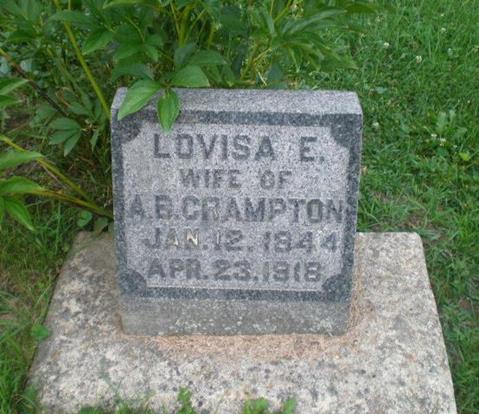 LOVISA E.
WIFE OF
A.B. CRAMPTON
JAN. 12. 1844
APR. 23. 1918